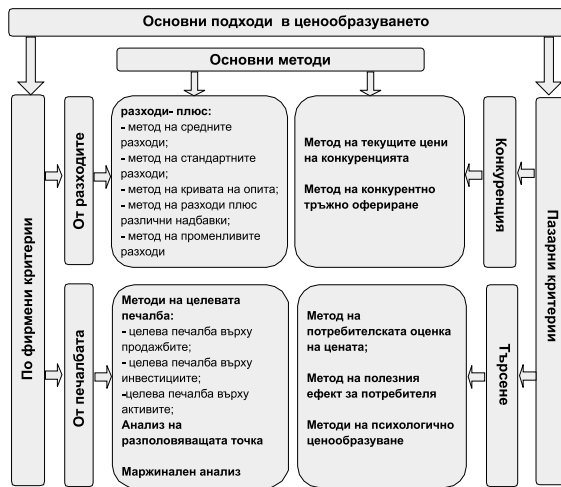 Основни подходи в ценообразуването
Основни методи
По фирмени критерии
От разходите
разходи- плюс:
- метод на средните
разходи;
- метод на стандартните
разходи;
- метод на кривата на опита;
- метод на разходи плюс
различни надбавки;
- метод на променливите
разходи
Метод на текущите цени
на конкуренцията
Метод на конкурентно
тръжно офериране
Конкуренция
Пазарни критерии
От печалбата
Методи на целевата
печалба:
- целева печалба върху
продажбите;
- целева печалба върху
инвестициите;
-целева печалба върху
активите;
Анализ на
разполовяващата точка
Маржинален анализ
Метод на
потребителската оценка
на цената;
Метод на полезния
ефект за потребителя
Методи на психологично
ценообразуване
Търсене